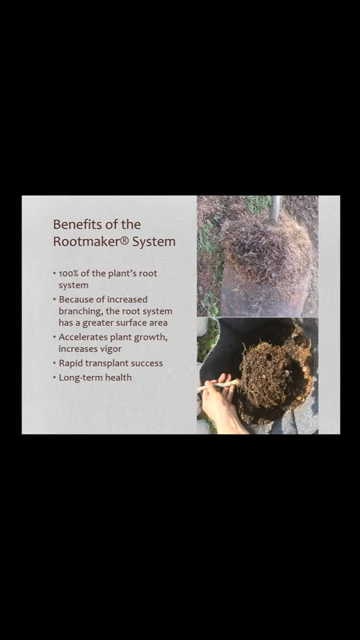 Benefits of the
Rootmaker® System
• 100% of the plant's root
system
• Because of increased
branching, the root system
has a greater surface area
• Accelerates plant growth,
increases vigor
• Rapid transplant success
• Long-term health